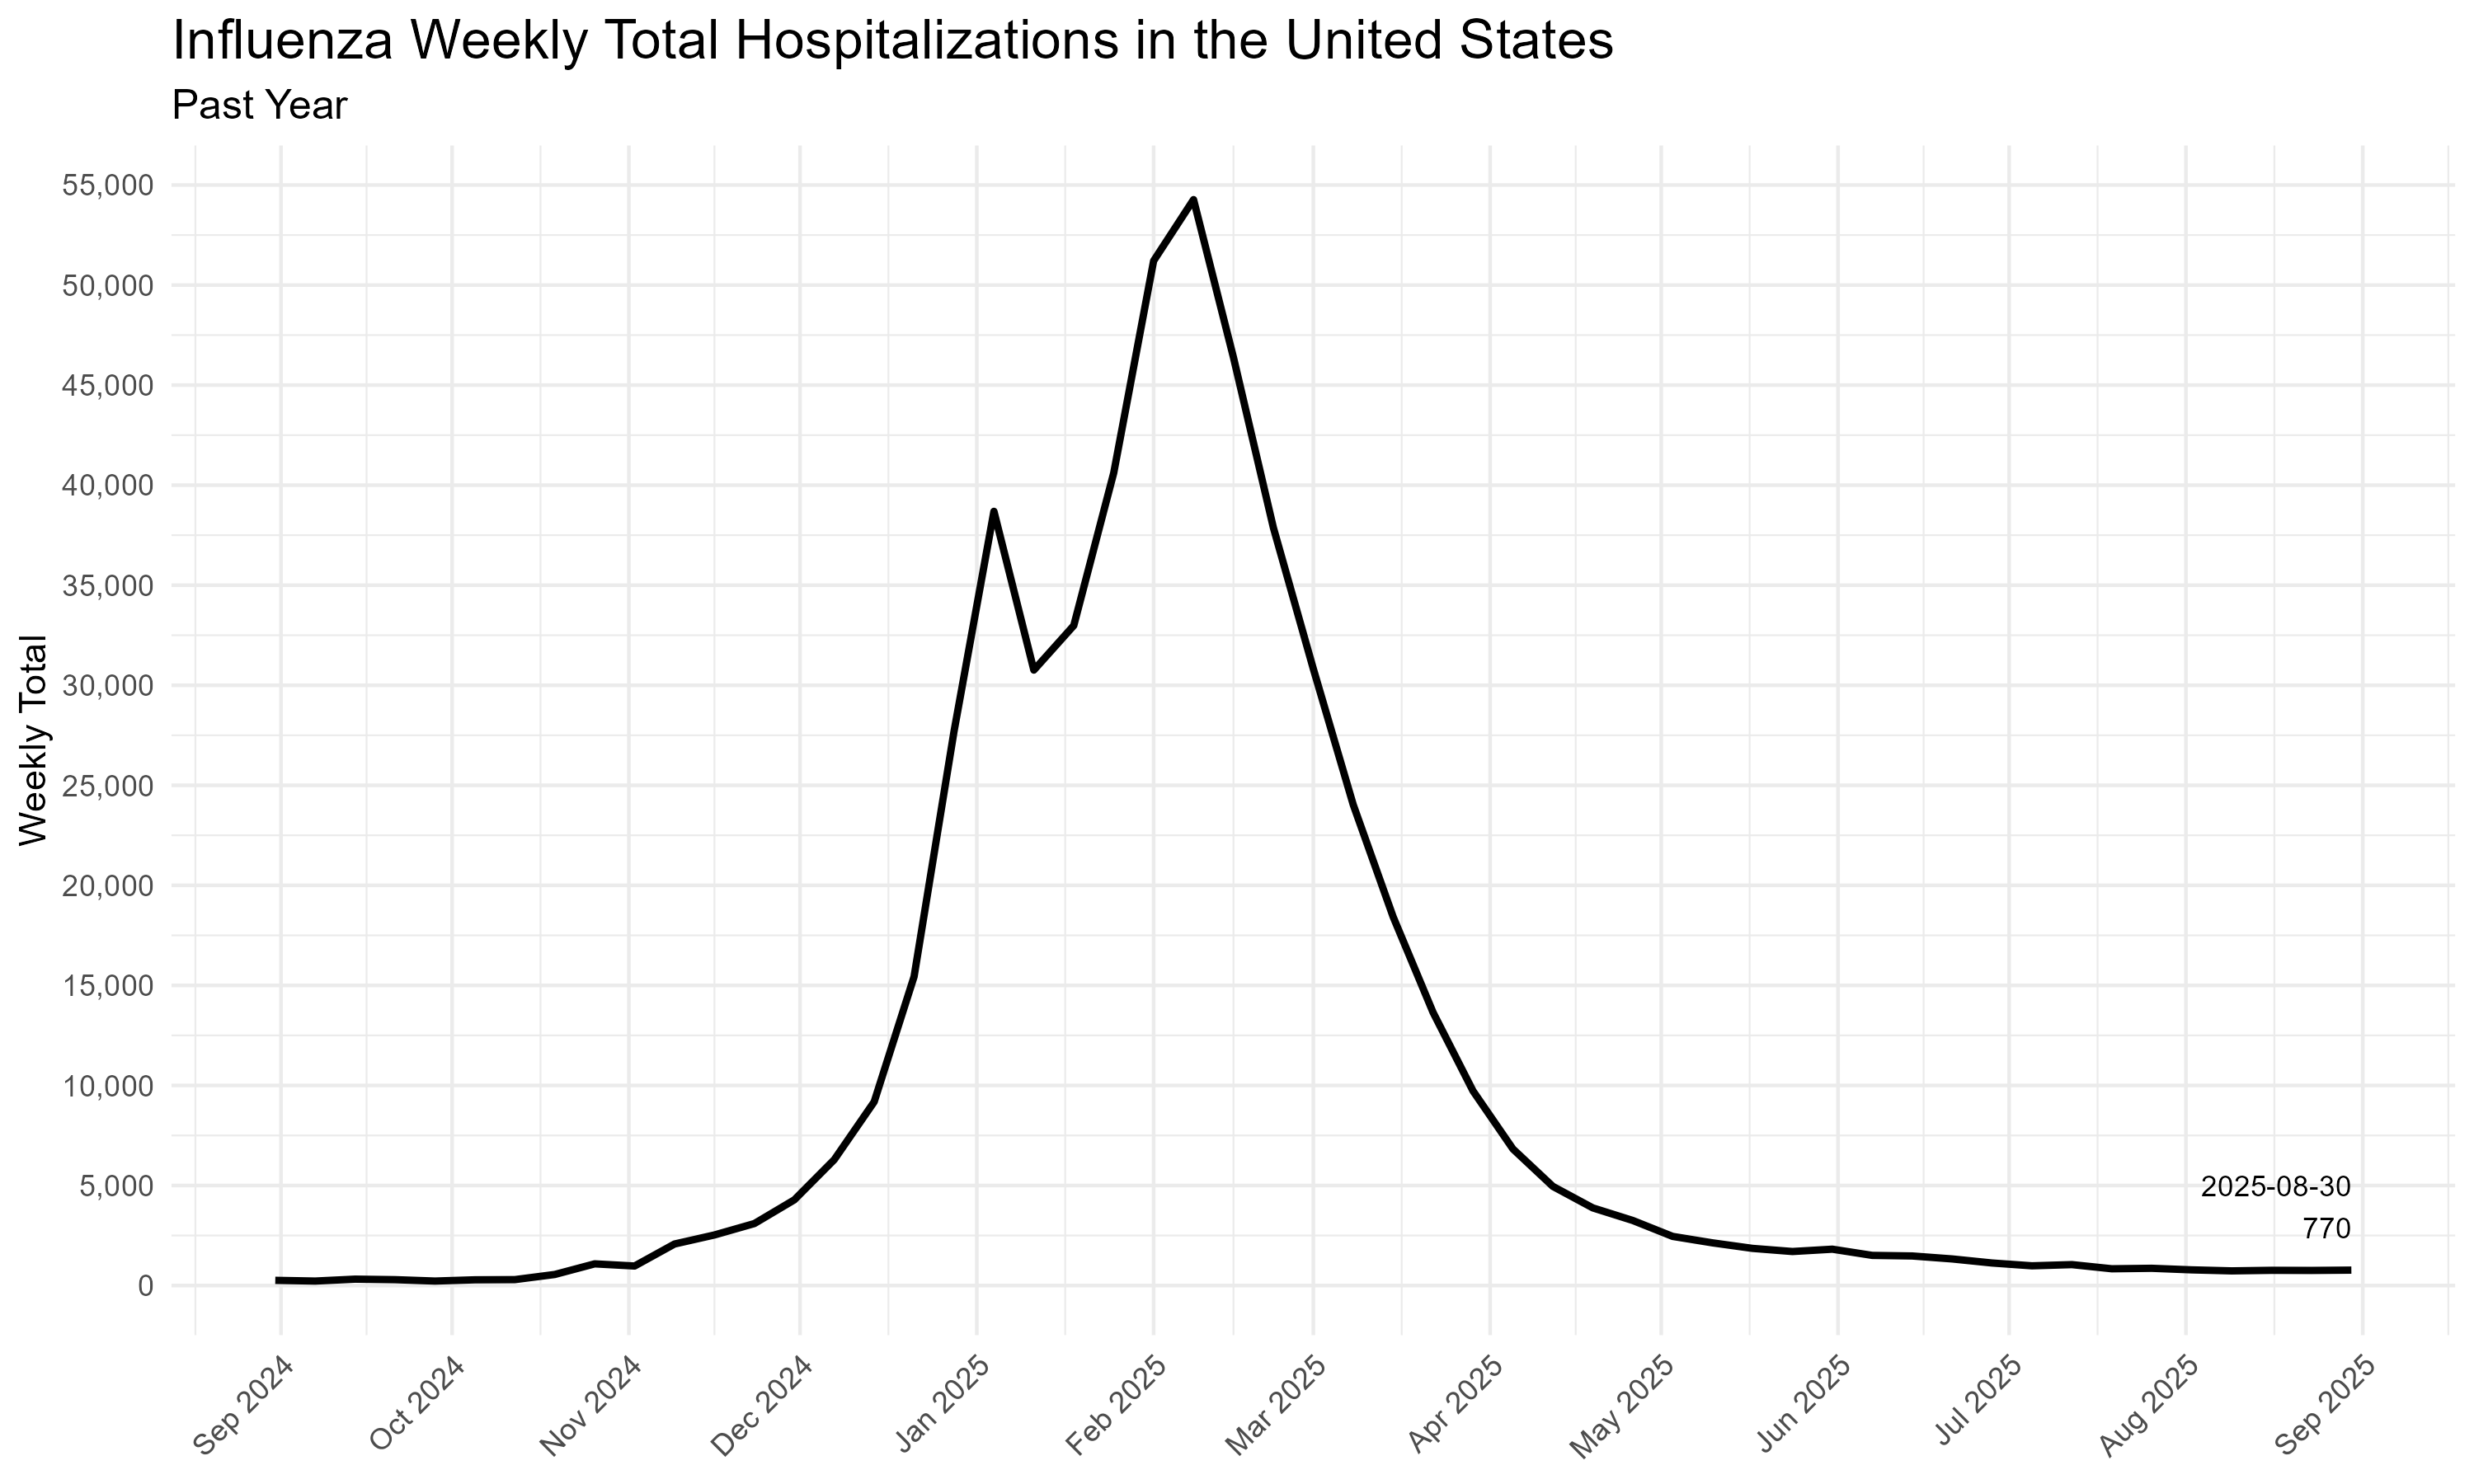 Influenza Weekly Total Hospitalizations in the United States
Past Year
Weekly Total
55,000
50,000
45,000
40,000
35,000
30,000
25,000
20,000
15,000
10,000
5,000
0
2025-08-30
770
Sep 2024
Oct 2024
Nov 2024
Dec 2024
Jan 2025
Feb 2025
Mar 2025
Apr 2025
May 2025
Jun 2025
Jul 2025
Aug 2025
Sep 2025